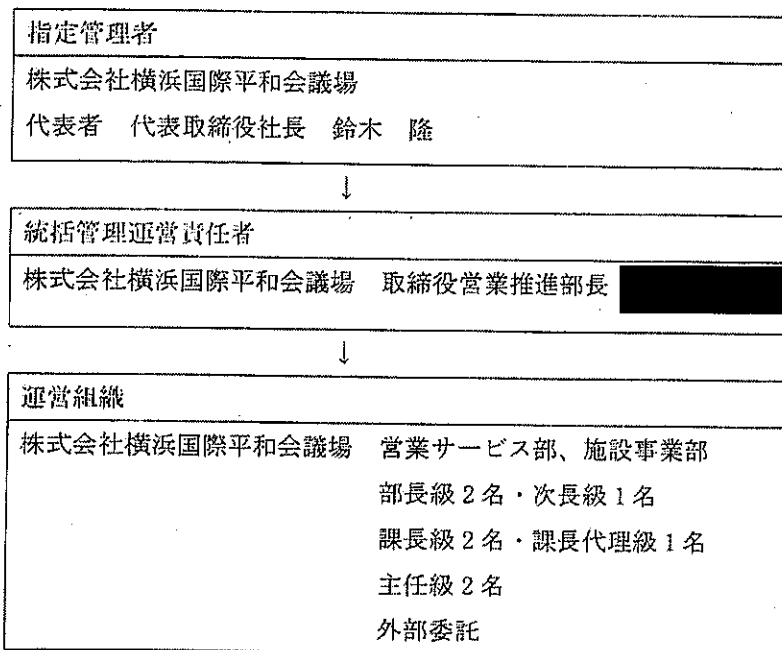 指定管理者
株式会社横浜国際平和会議場
代表者　代表取締役社長　鈴木　隆
↓
統括管理運営責任者
株式会社横浜国際平和会議場　取締役営業推進部長
↓
運営組織
株式会社横浜国際平和会議場　営業サービス部、施設事業部
部長級２名・次長級１名
課長級２名・課長代理級１名
主任級２名
外部委託